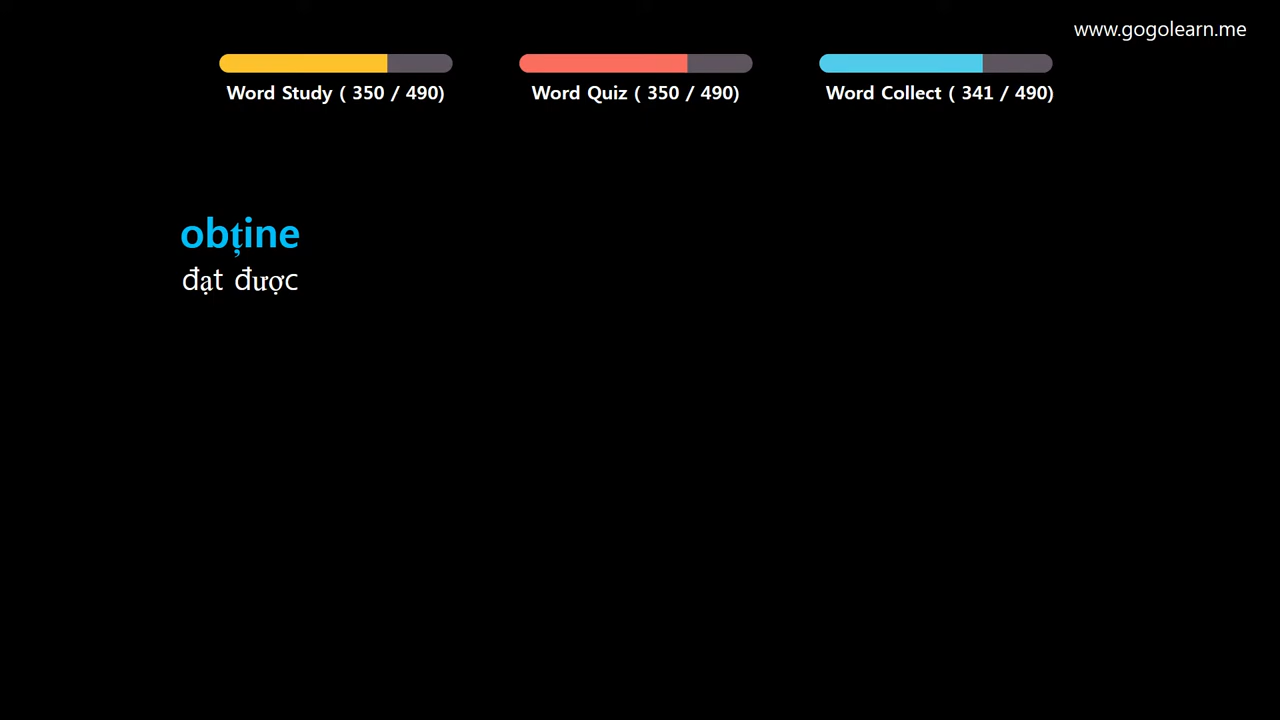 www.gogolearn.me
Word Study ( 350 / 490)
Word Quiz ( 350 / 490)
Word Collect ( 341 / 490)
obține
đạt được